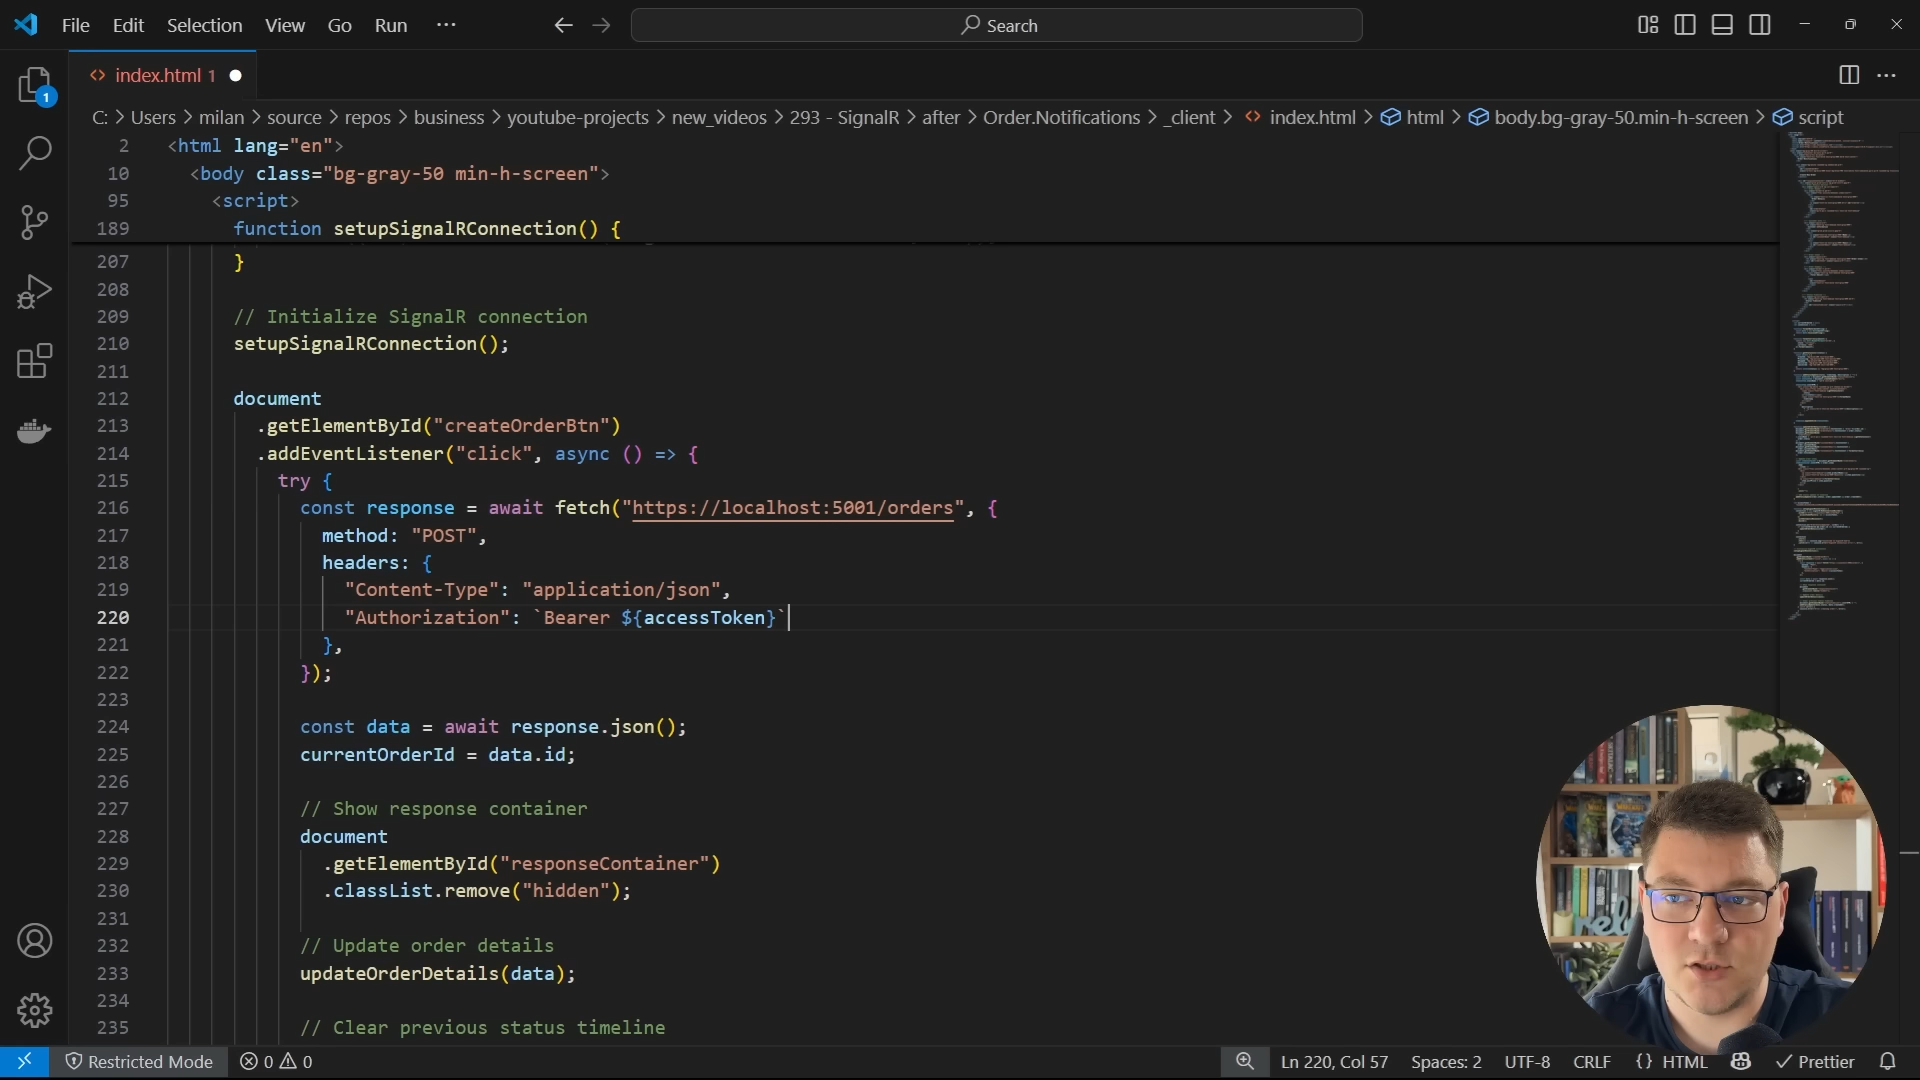 File Edit Selection View Go Run ···
Search
index.html 1
C: > Users > milan > source > repos > business > youtube-projects > new_videos > 293 - SignalR > after > Order.Notifications > _client > index.html > html > body.bg-gray-50.min-h-screen > script
2 <html lang="en">
10 <body class="bg-gray-50 min-h-screen">
95 <script>
189 function setupSignalRConnection() {
207 }
208
209 // Initialize SignalR connection
210 setupSignalRConnection();
211
212 document
213 .getElementById("createOrderBtn")
214 .addEventListener("click", async () => {
215 try {
216 const response = await fetch("https://localhost:5001/orders", {
217 method: "POST",
218 headers: {
219 "Content-Type": "application/json",
220 "Authorization": `Bearer ${accessToken}`
221 },
222 });
223
224 const data = await response.json();
225 currentOrderId = data.id;
226
227 // Show response container
228 document
229 .getElementById("responseContainer")
230 .classList.remove("hidden");
231
232 // Update order details
233 updateOrderDetails(data);
234
235 // Clear previous status timeline
1
Restricted Mode 0 0 Ln 220, Col 57 Spaces: 2 UTF-8 CRLF {} HTML Prettier